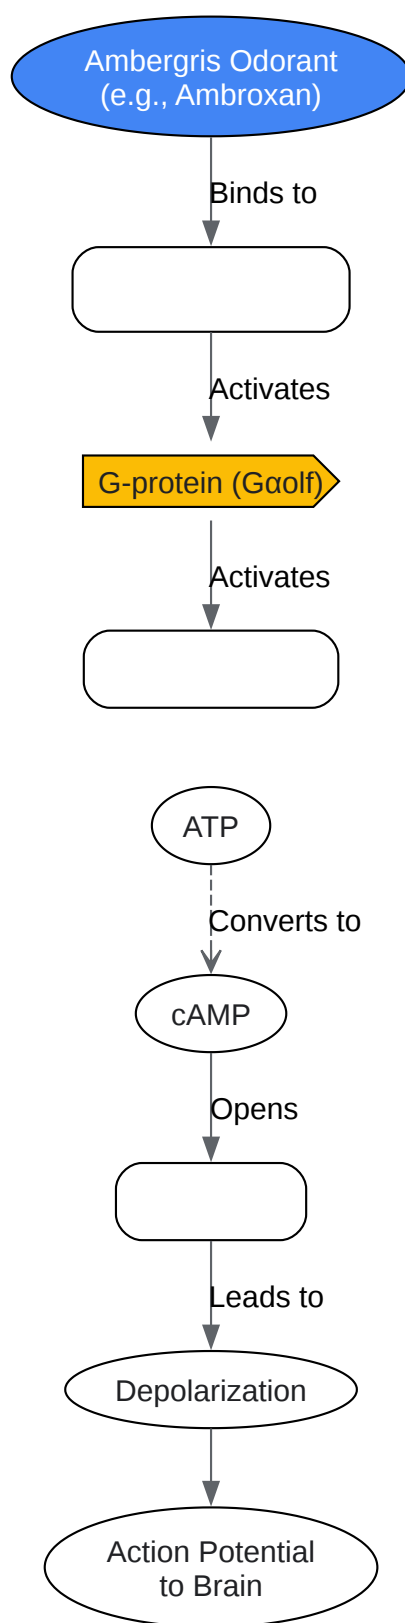 Ambergris Odorant
(e.g., Ambroxan)
Binds to
Activates
G-protein (Gαolf)
Activates
ATP
Converts to
cAMP
Opens
Leads to
Depolarization
Action Potential
to Brain